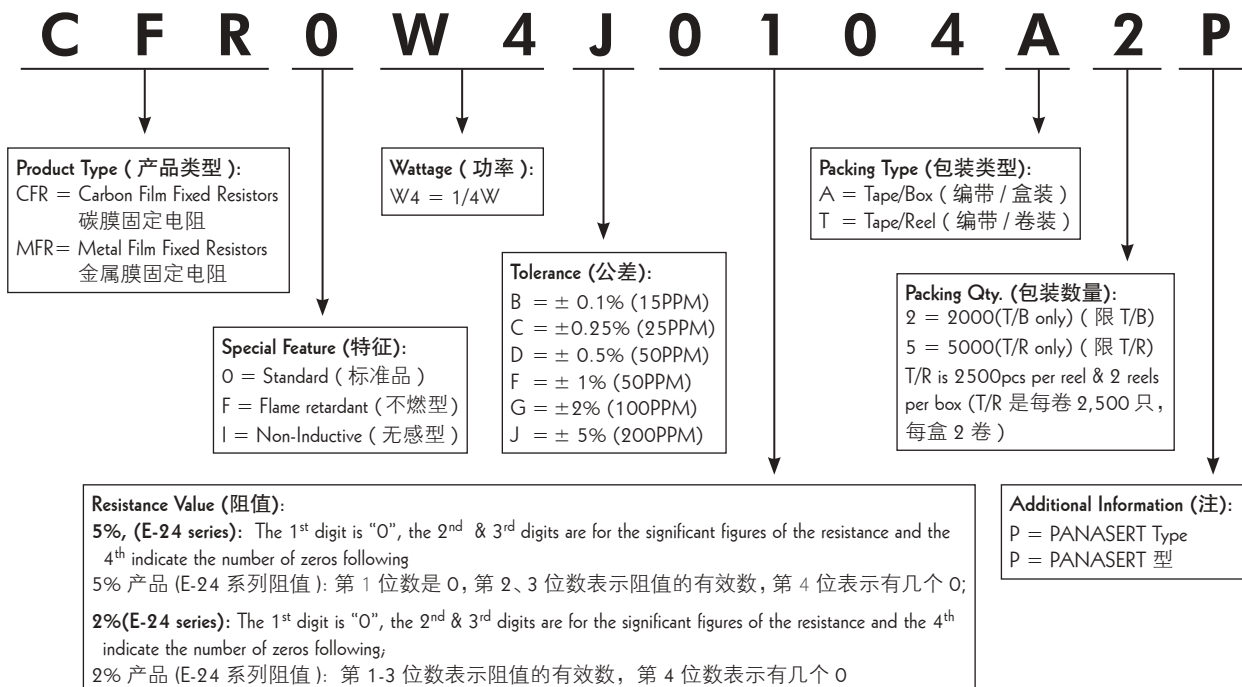 C F R 0 W 4 J 0 1 0 4 A 2 P
Product Type ( 产品类型 ):
CFR = Carbon Film Fixed Resistors
碳膜固定电阻
MFR= Metal Film Fixed Resistors
金属膜固定电阻
Wattage ( 功率 ):
W4 = 1/4W
Packing Type (包装类型):
A = Tape/Box ( 编带 / 盒装 )
T = Tape/Reel ( 编带 / 卷装 )
Special Feature (特征):
0 = Standard ( 标准品 )
F = Flame retardant ( 不燃型 )
I = Non-Inductive ( 无感型 )
Tolerance (公差):
B = ± 0.1% (15PPM)
C = ±0.25% (25PPM)
D = ± 0.5% (50PPM)
F = ± 1% (50PPM)
G = ±2% (100PPM)
J = ± 5% (200PPM)
Packing Qty. (包装数量):
2 = 2000(T/B only) ( 限 T/B)
5 = 5000(T/R only) ( 限 T/R)
T/R is 2500pcs per reel & 2 reels
per box (T/R 是每卷 2,500 只,
每盒 2 卷 )
Resistance Value (阻值):
5%, (E-24 series): The 1st digit is “0”, the 2nd & 3rd digits are for the significant figures of the resistance and the
4th indicate the number of zeros following
5% 产品 (E-24 系列阻值 ): 第 1 位数是 0, 第 2、3 位数表示阻值的有效数, 第 4 位表示有几个 0;
2%(E-24 series): The 1st digit is “0”, the 2nd & 3rd digits are for the significant figures of the resistance and the 4th
indicate the number of zeros following;
2% 产品 (E-24 系列阻值 ): 第 1-3 位数表示阻值的有效数, 第 4 位数表示有几个 0
Additional Information (注):
P = PANASERT Type
P = PANASERT 型